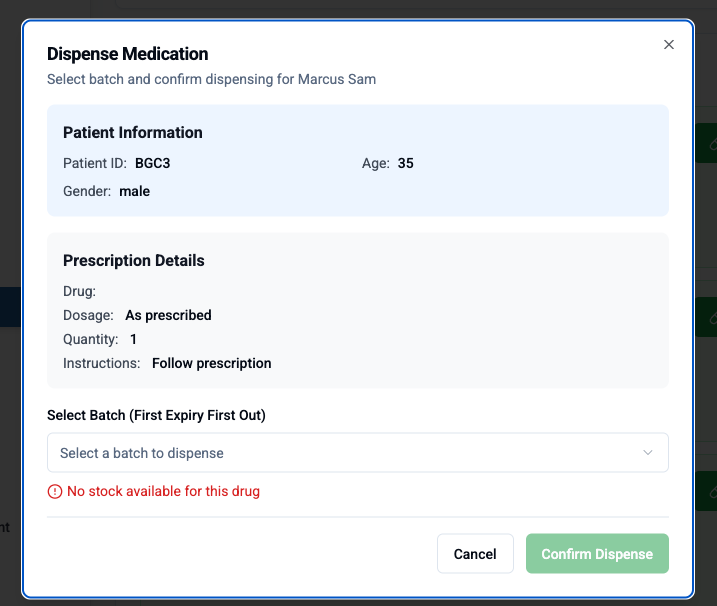 Dispense Medication
Select batch and confirm dispensing for Marcus Sam
Patient Information
Patient ID: BGC3 Age: 35
Gender: male
Prescription Details
Drug:
Dosage: As prescribed
Quantity: 1
Instructions: Follow prescription
Select Batch (First Expiry First Out)
Select a batch to dispense
No stock available for this drug
nt
Cancel Confirm Dispense